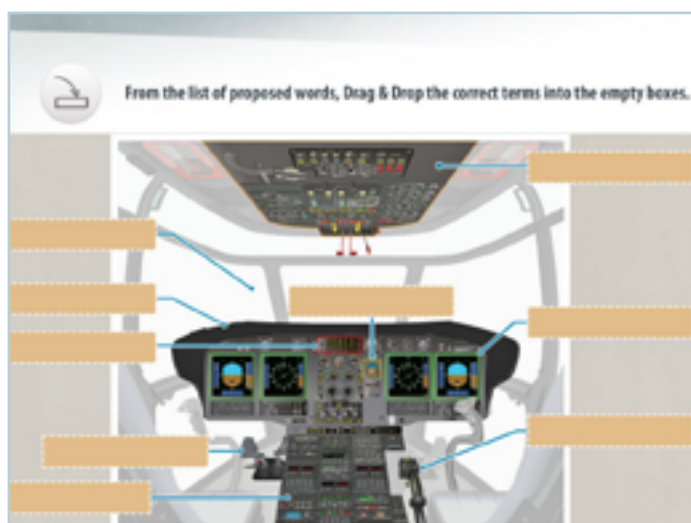 From the list of proposed words, Drag & Drop the correct terms into the empty boxes.